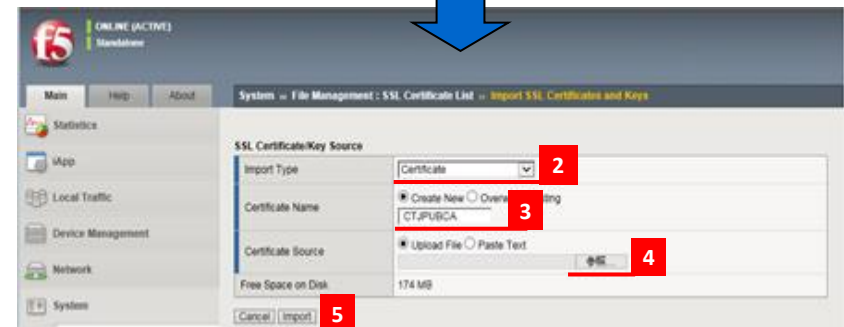 f5
ONLINE (ACTIVE)
Standalone
Main Help About
System » File Management : SSL Certificate List » Import SSL Certificates and Keys
Statistics
iApp
Local Traffic
Device Management
Network
System
SSL Certificate/Key Source
Import Type Certificate 2
Certificate Name Create New
CTJPUBCA 3
Certificate Source Upload File Paste Text
参照... 4
Free Space on Disk 174 MB
Cancel Import 5